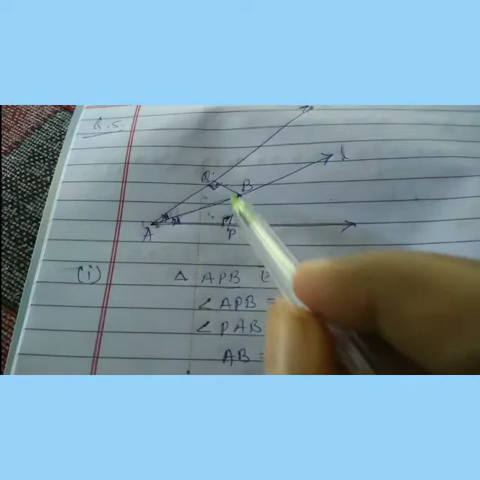 Q.5.
Q
B
l
A
P
(i) Δ APB
∠APB =
∠PAB
AB =